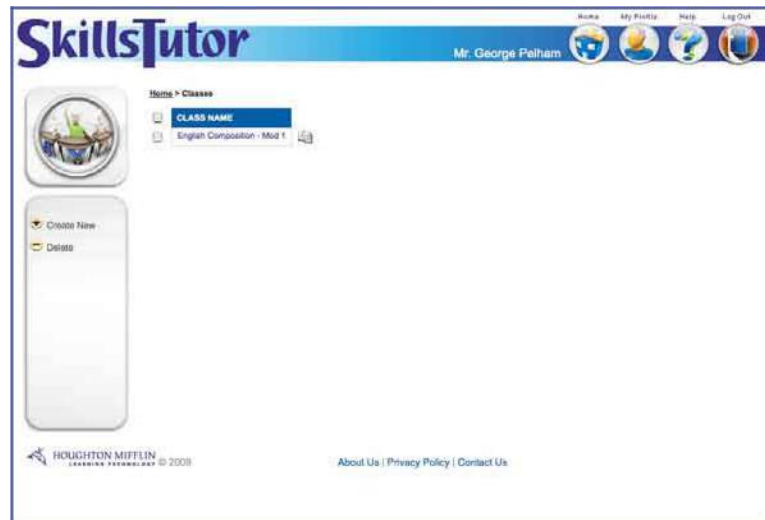 Home My Profile Help Log Out
SkillsTutor
Mr. George Pelham
Home > Classes
CLASS NAME
English Composition - Mod 1
Create New
Delete
HOUGHTON MIFFLIN
LEARNING TECHNOLOGY © 2009 About Us | Privacy Policy | Contact Us